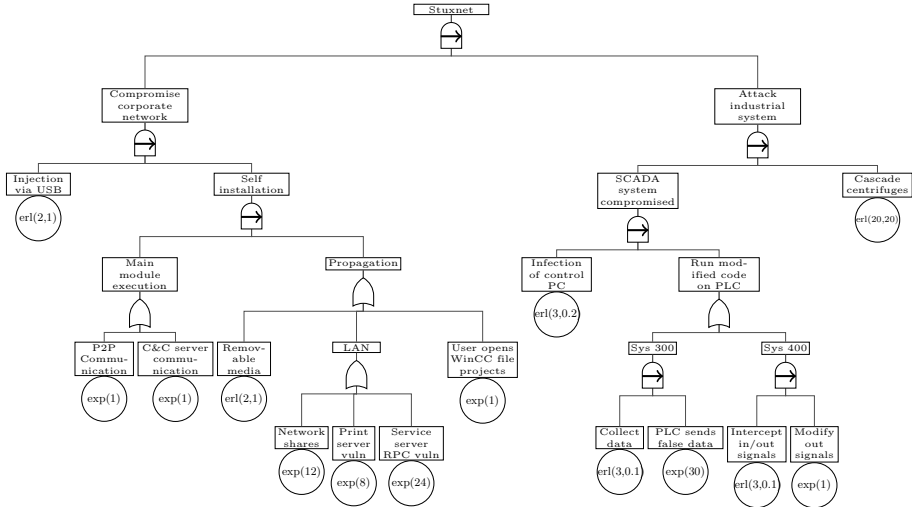 Stuxnet
Compromise
corporate
network
Attack
industrial
system
Injection
via USB
erl(2,1)
Self
installation
SCADA
system
compromised
Cascade
centrifuges
erl(20,20)
Main
module
execution
Propagation
Infection
of control
PC
erl(3,0.2)
Run mod-
ified code
on PLC
P2P
Commu-
nication
exp(1)
C&C server
commu-
nication
exp(1)
Remov-
able
media
erl(2,1)
LAN
User opens
WinCC file
projects
exp(1)
Sys 300
Sys 400
Network
shares
exp(12)
Print
server
vuln
exp(8)
Service
server
RPC vuln
exp(24)
Collect
data
erl(3,0.1)
PLC sends
false data
exp(30)
Intercept
in/out
signals
erl(3,0.1)
Modify
out
signals
exp(1)